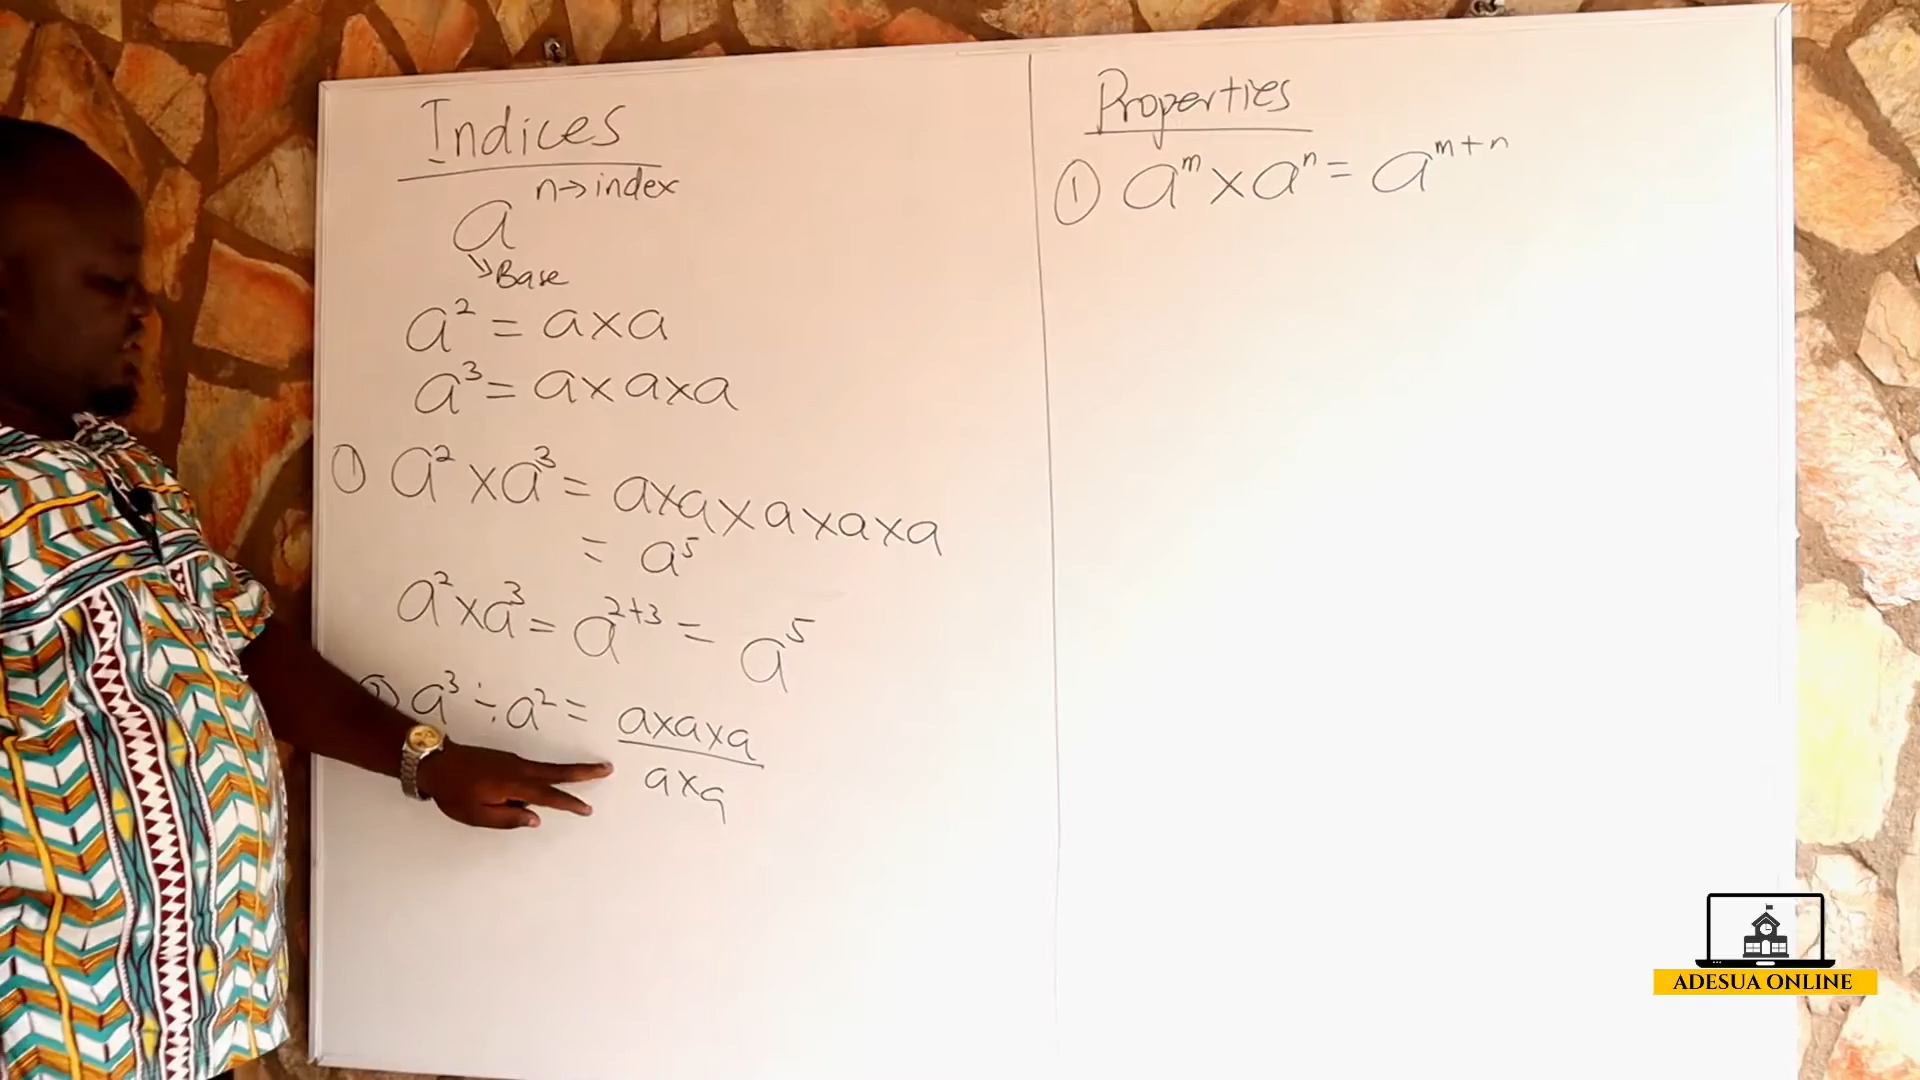 Indices
n→index
a
Base
a² = a×a
a³ = a×a×a
① a² × a³ = a×a×a×a×a
= a⁵
a² × a³ = a²⁺³ = a⁵
② a³ ÷ a² = a×a×a
a×a
Properties
① aᵐ × aⁿ = aᵐ⁺ⁿ
ADESUA ONLINE